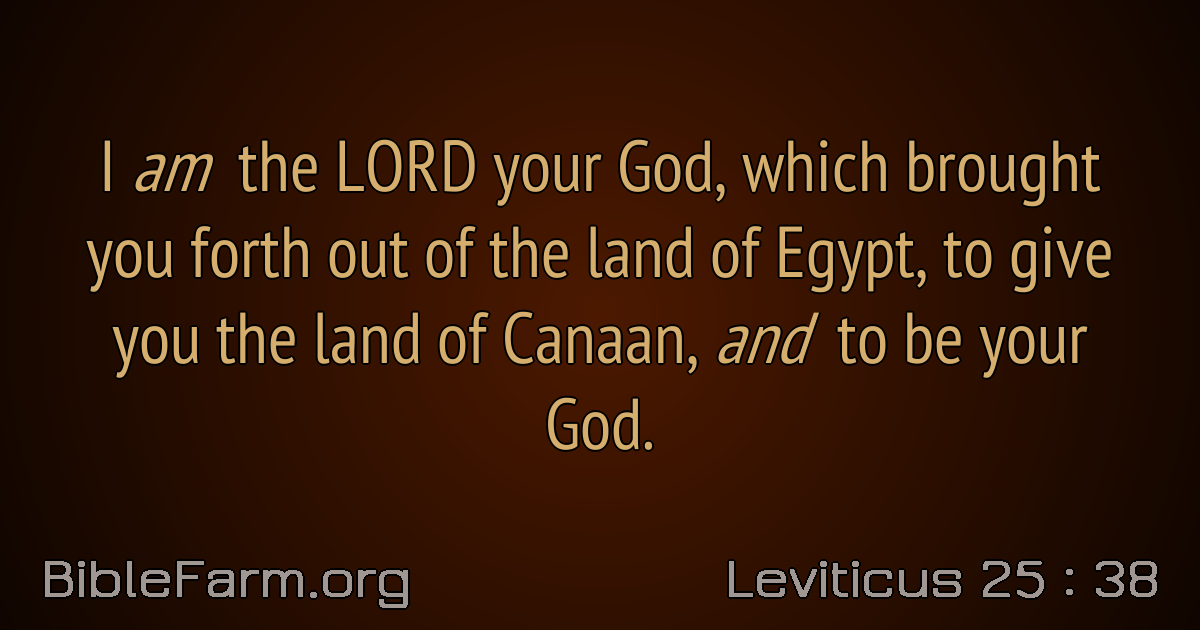 I am the LORD your God, which brought
you forth out of the land of Egypt, to give
you the land of Canaan, and to be your
God.
BibleFarm.org
Leviticus 25 : 38